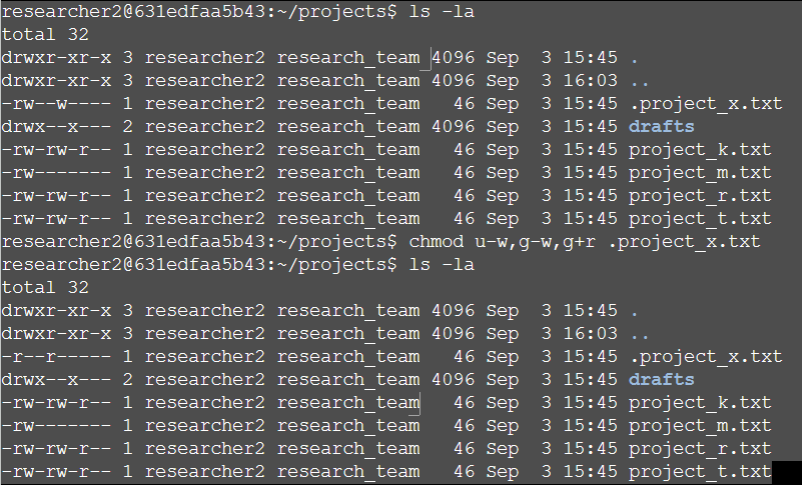 researcher2@631edfaa5b43:~/projects$ ls -la
total 32
drwxr-xr-x 3 researcher2 research_team 4096 Sep  3 15:45 .
drwxr-xr-x 3 researcher2 research_team 4096 Sep  3 16:03 ..
-rw--w---- 1 researcher2 research_team   46 Sep  3 15:45 .project_x.txt
drwx--x--- 2 researcher2 research_team 4096 Sep  3 15:45 drafts
-rw-rw-r-- 1 researcher2 research_team   46 Sep  3 15:45 project_k.txt
-rw------- 1 researcher2 research_team   46 Sep  3 15:45 project_m.txt
-rw-rw-r-- 1 researcher2 research_team   46 Sep  3 15:45 project_r.txt
-rw-rw-r-- 1 researcher2 research_team   46 Sep  3 15:45 project_t.txt
researcher2@631edfaa5b43:~/projects$ chmod u-w,g-w,g+r .project_x.txt
researcher2@631edfaa5b43:~/projects$ ls -la
total 32
drwxr-xr-x 3 researcher2 research_team 4096 Sep  3 15:45 .
drwxr-xr-x 3 researcher2 research_team 4096 Sep  3 16:03 ..
-r--r----- 1 researcher2 research_team   46 Sep  3 15:45 .project_x.txt
drwx--x--- 2 researcher2 research_team 4096 Sep  3 15:45 drafts
-rw-rw-r-- 1 researcher2 research_team   46 Sep  3 15:45 project_k.txt
-rw------- 1 researcher2 research_team   46 Sep  3 15:45 project_m.txt
-rw-rw-r-- 1 researcher2 research_team   46 Sep  3 15:45 project_r.txt
-rw-rw-r-- 1 researcher2 research_team   46 Sep  3 15:45 project_t.txt